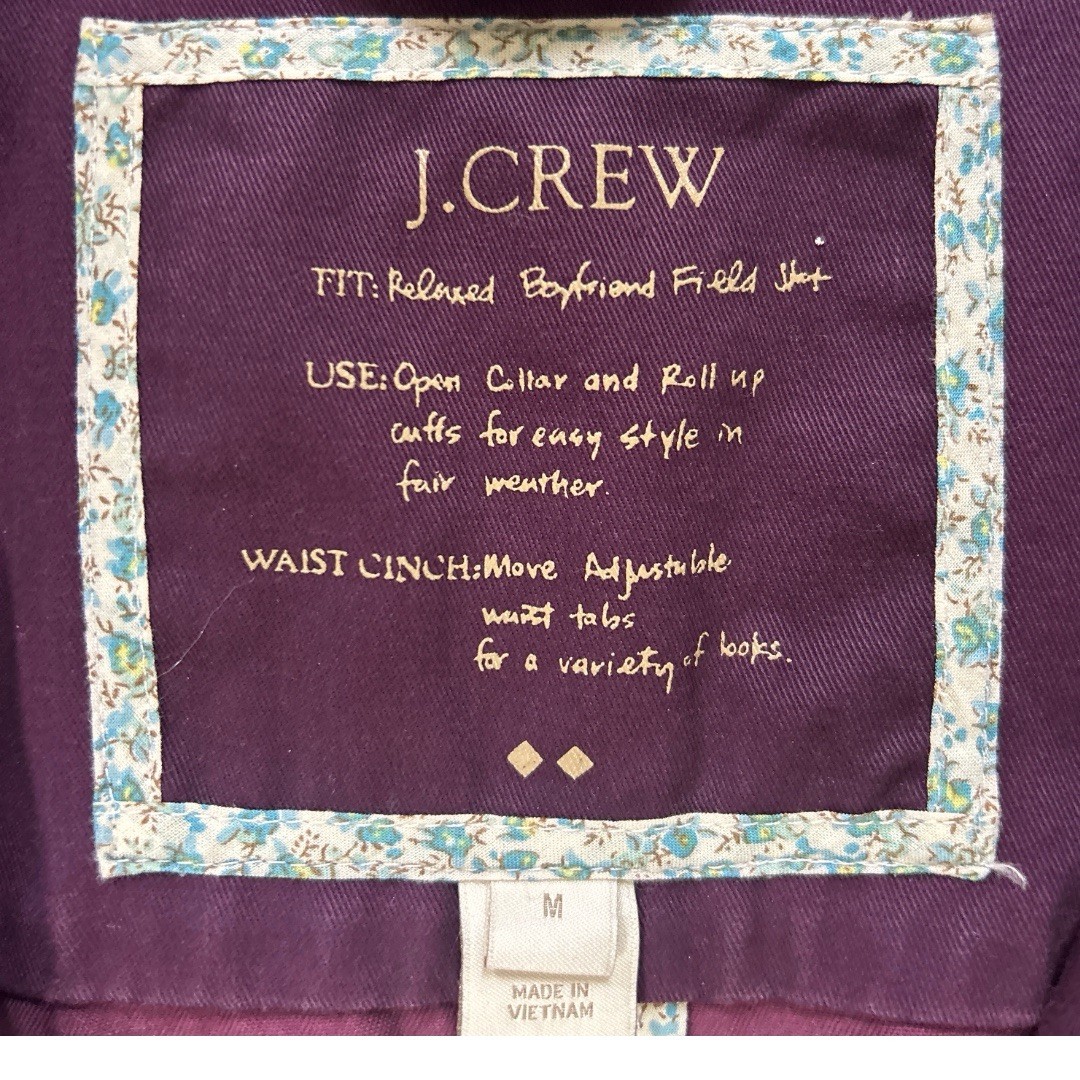 J.CREW
FIT: Relaxed Boyfriend Field
USE: Open Collar and Roll up
cuffs for easy style in
fair weather.
WAIST CINCH: Move Adjustable
waist tabs
for a variety of looks.
M
MADE IN
VIETNAM